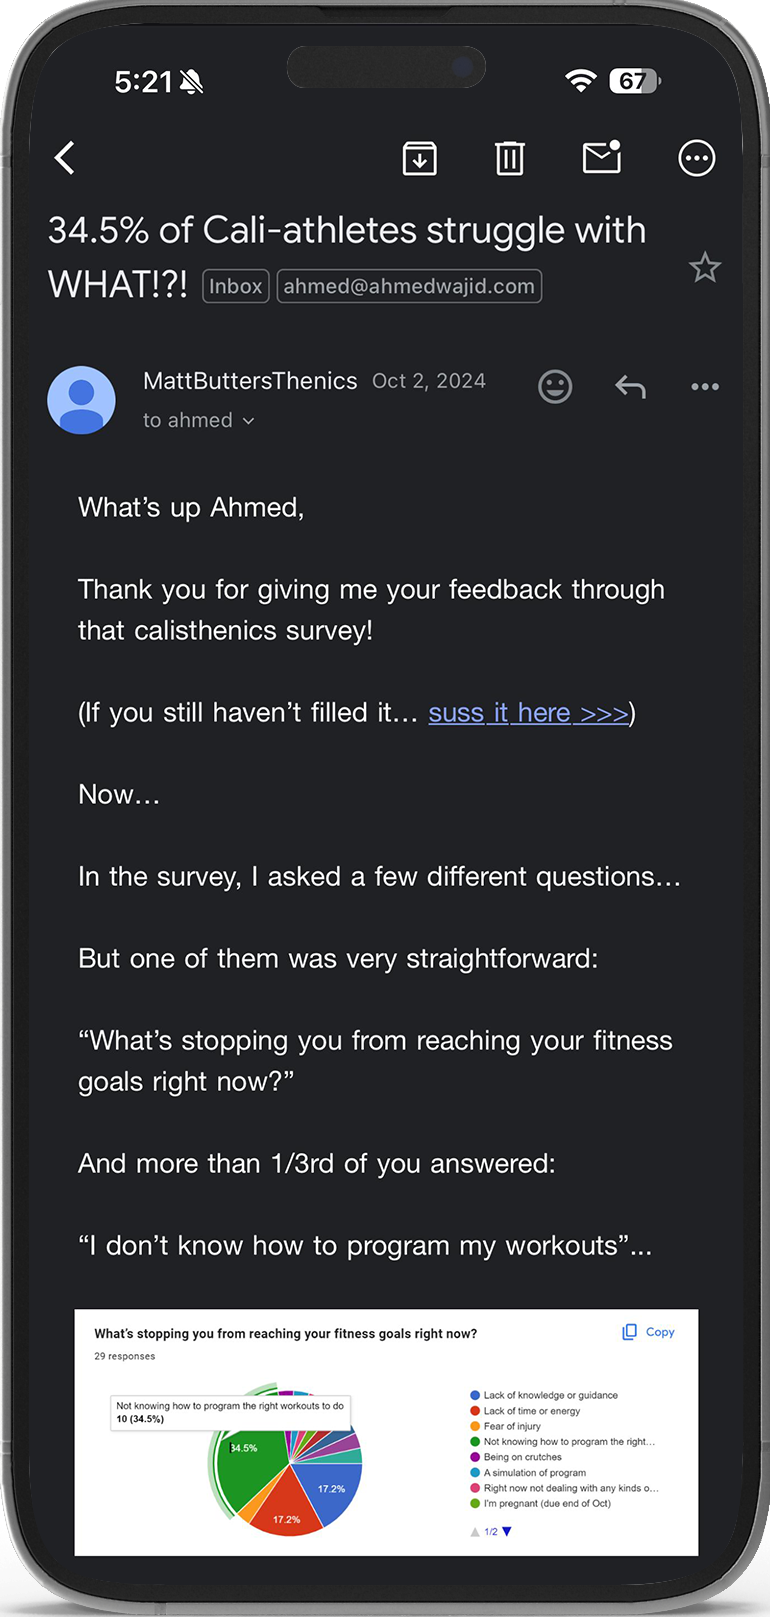 5:21
67
34.5% of Cali-athletes struggle with
WHAT!?! Inbox ahmed@ahmedwajid.com
MattButtersThenics Oct 2, 2024
to ahmed
What’s up Ahmed,
Thank you for giving me your feedback through
that calisthenics survey!
(If you still haven’t filled it… suss it here >>>)
Now…
In the survey, I asked a few different questions…
But one of them was very straightforward:
“What’s stopping you from reaching your fitness
goals right now?”
And more than 1/3rd of you answered:
“I don’t know how to program my workouts”...
What’s stopping you from reaching your fitness goals right now?
Copy
29 responses
Not knowing how to program the right workouts to do
10 (34.5%)
34.5%
17.2%
17.2%
Lack of knowledge or guidance
Lack of time or energy
Fear of injury
Not knowing how to program the right…
Being on crutches
A simulation of program
Right now not dealing with any kinds o…
I’m pregnant (due end of Oct)
1/2